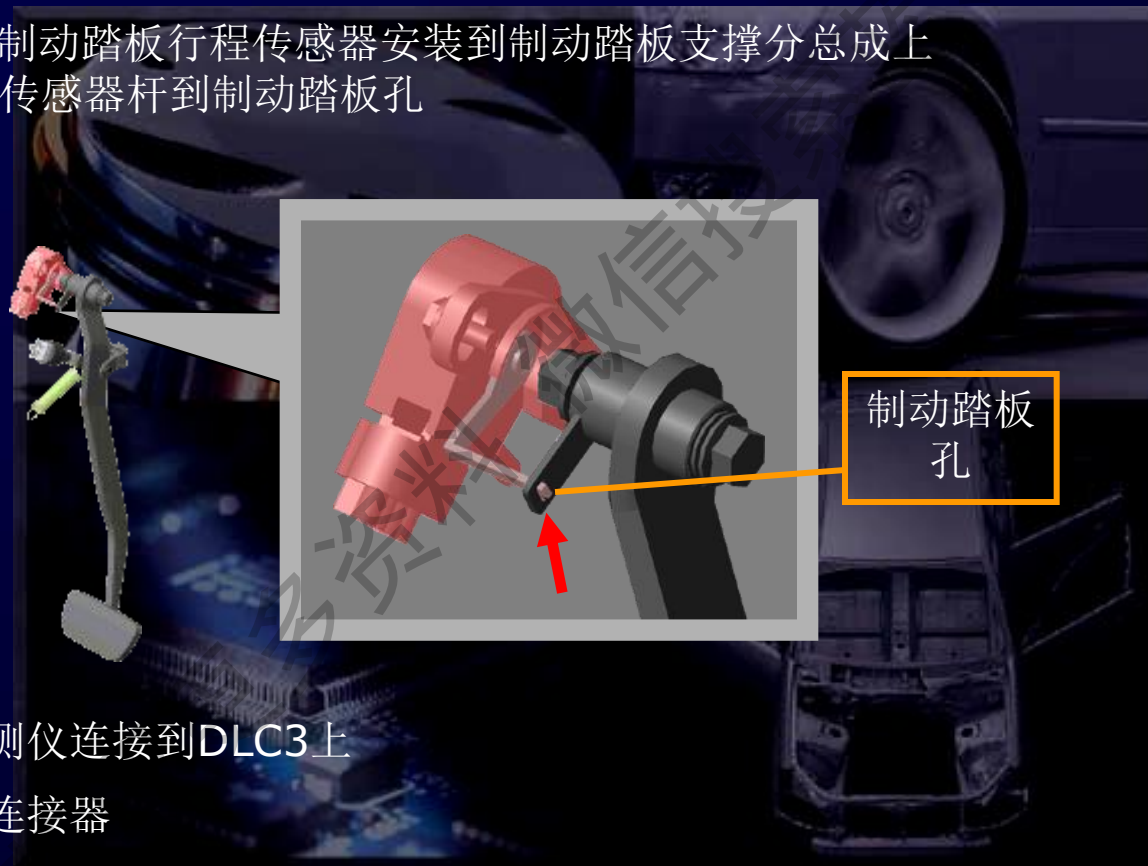 制动踏板行程传感器安装到制动踏板支撑分总成上
传感器杆到制动踏板孔
制动踏板
孔
测仪连接到DLC3上
连接器